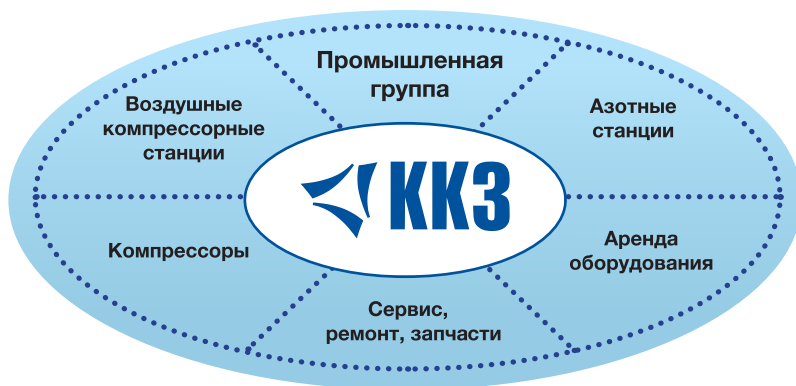 Промышленная
группа
Воздушные
компрессорные
станции
Азотные
станции
ККЗ
Компрессоры
Аренда
оборудования
Сервис,
ремонт, запчасти